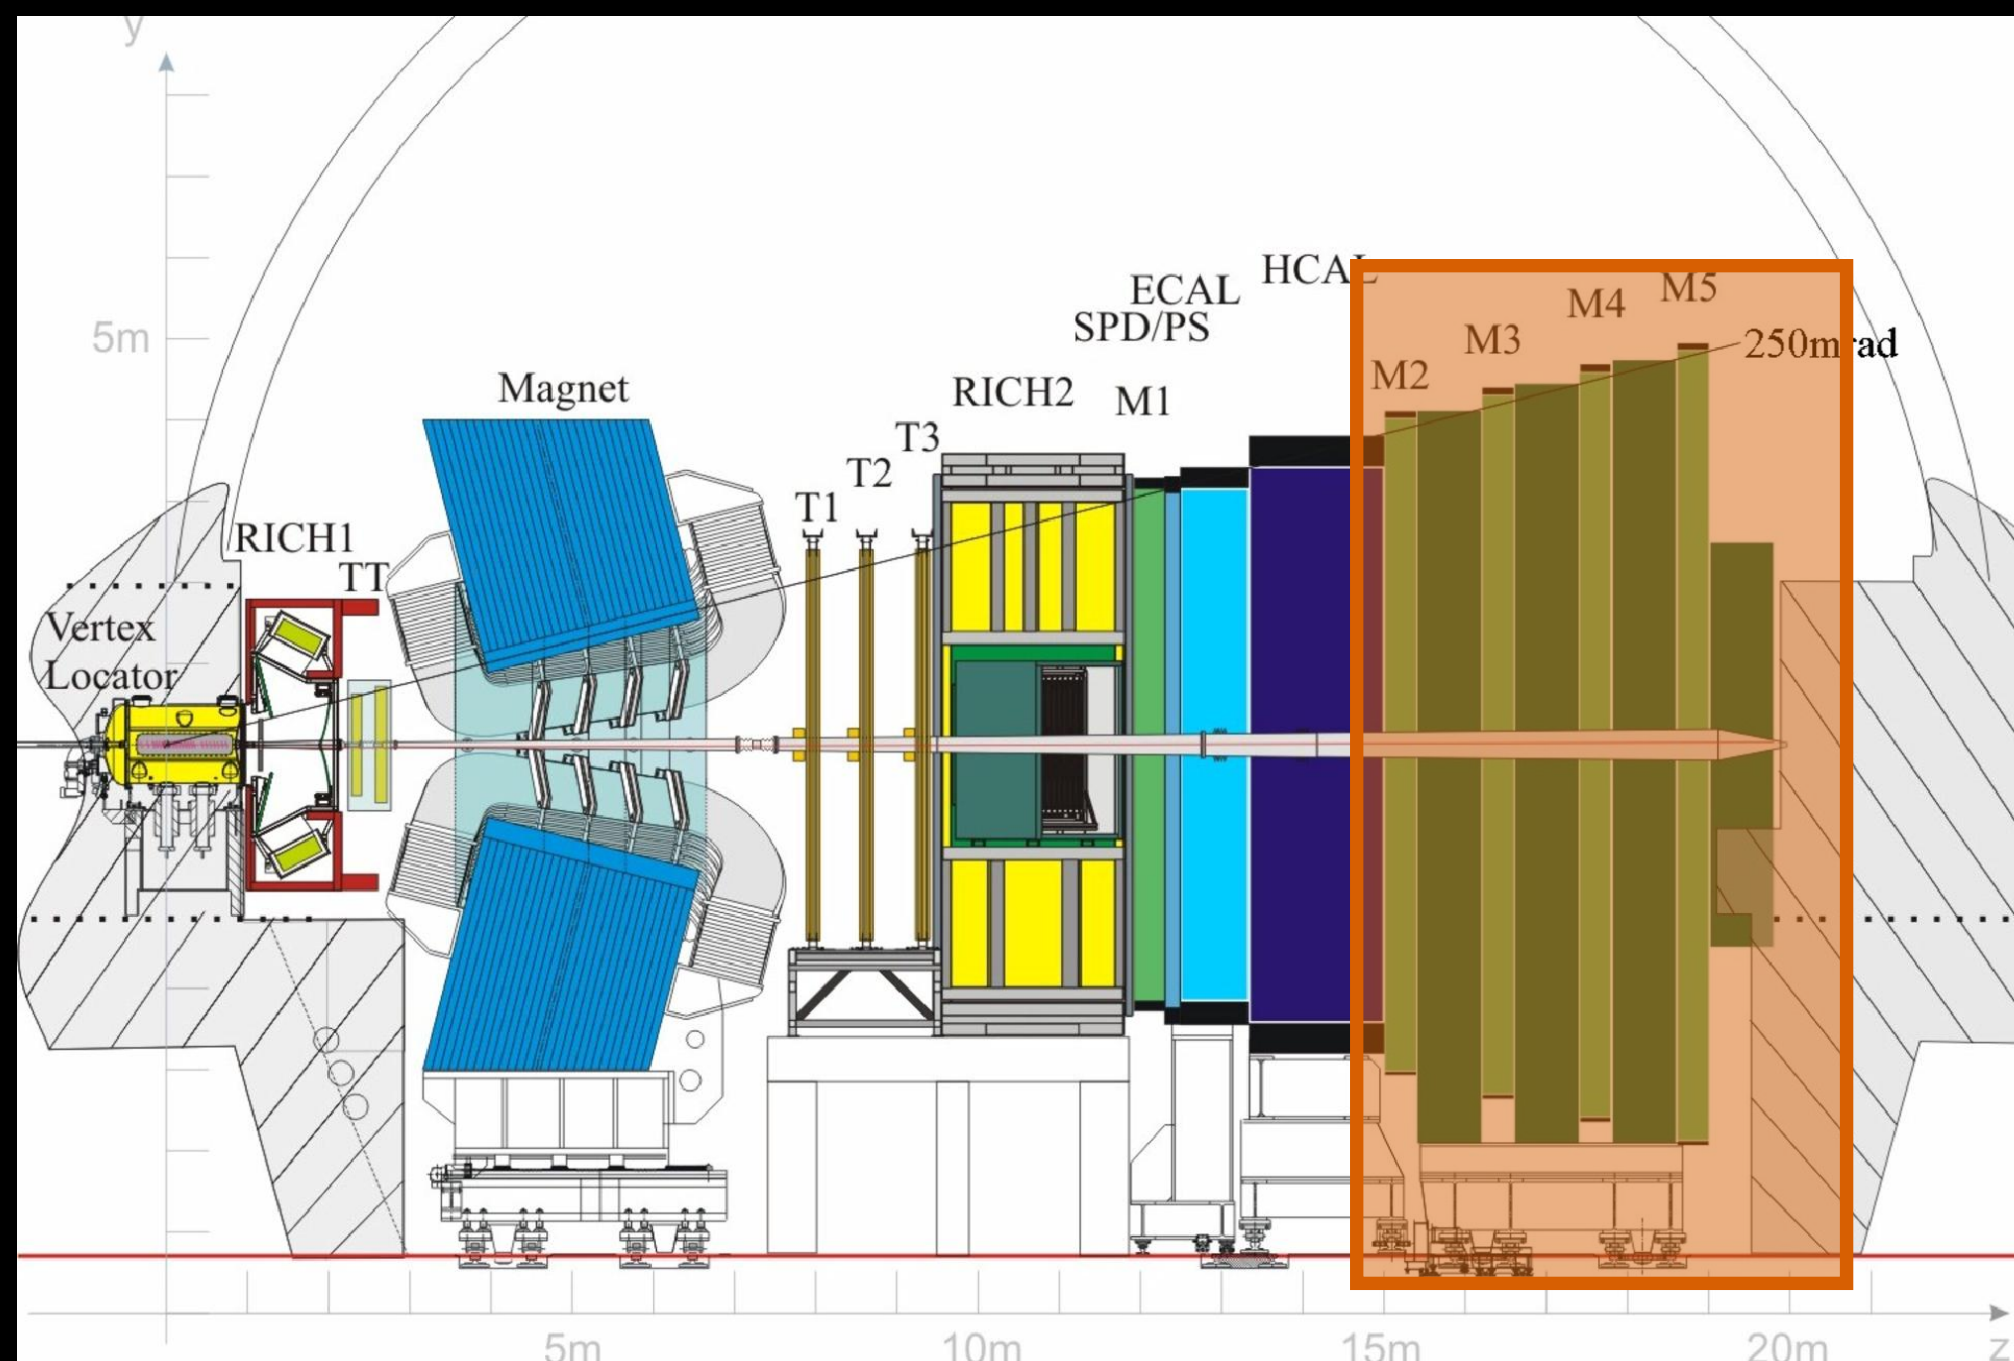 y
5m
HCAL
ECAL
SPD/PS
M5
M4
M3
250mrad
M2
Magnet
RICH2
M1
T3
T2
T1
RICH1
TT
Vertex
Locator
5m
10m
15m
20m
z